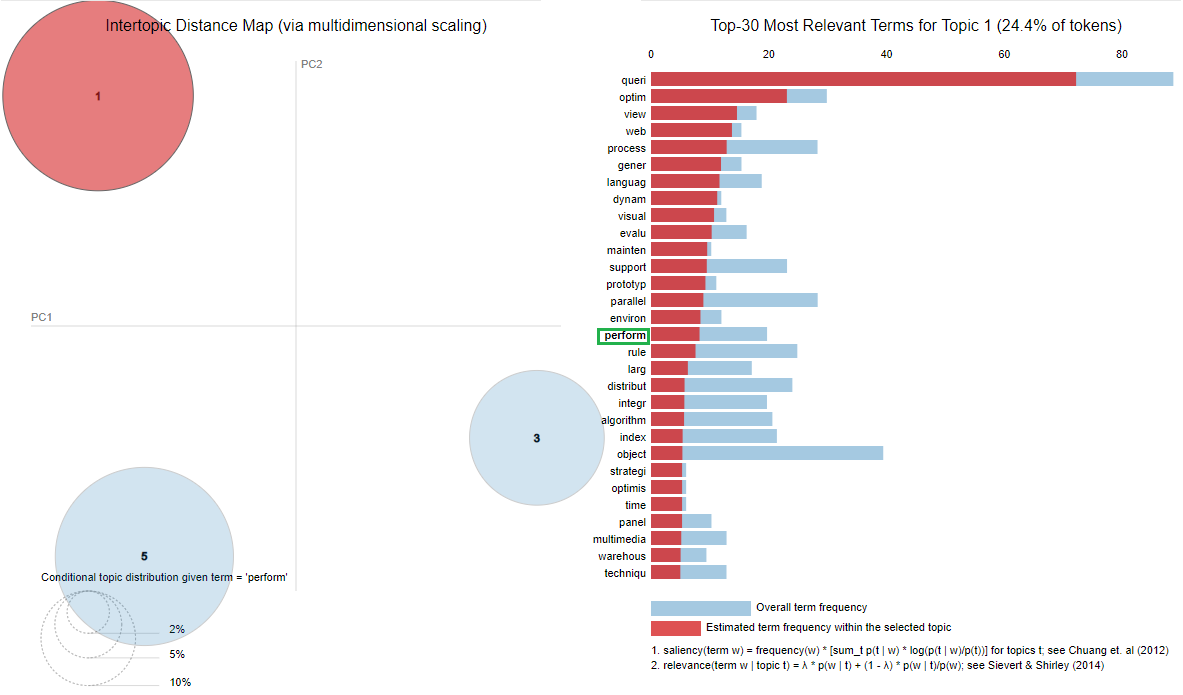 Intertopic Distance Map (via multidimensional scaling)
PC2
PC1
1
3
5
Conditional topic distribution given term = 'perform'
2%
5%
10%
Top-30 Most Relevant Terms for Topic 1 (24.4% of tokens)
0 20 40 60 80
queri
optim
view
web
process
gener
languag
dynam
visual
evalu
mainten
support
prototyp
parallel
environ
perform
rule
larg
distribut
integr
algorithm
index
object
strategi
optimis
time
panel
multimedia
warehous
techniqu
Overall term frequency
Estimated term frequency within the selected topic
1. saliency(term w) = frequency(w) * [sum_t p(t | w) * log(p(t | w)/p(t))] for topics t; see Chuang et. al (2012)
2. relevance(term w | topic t) = λ * p(w | t) + (1 - λ) * p(w | t)/p(w); see Sievert & Shirley (2014)